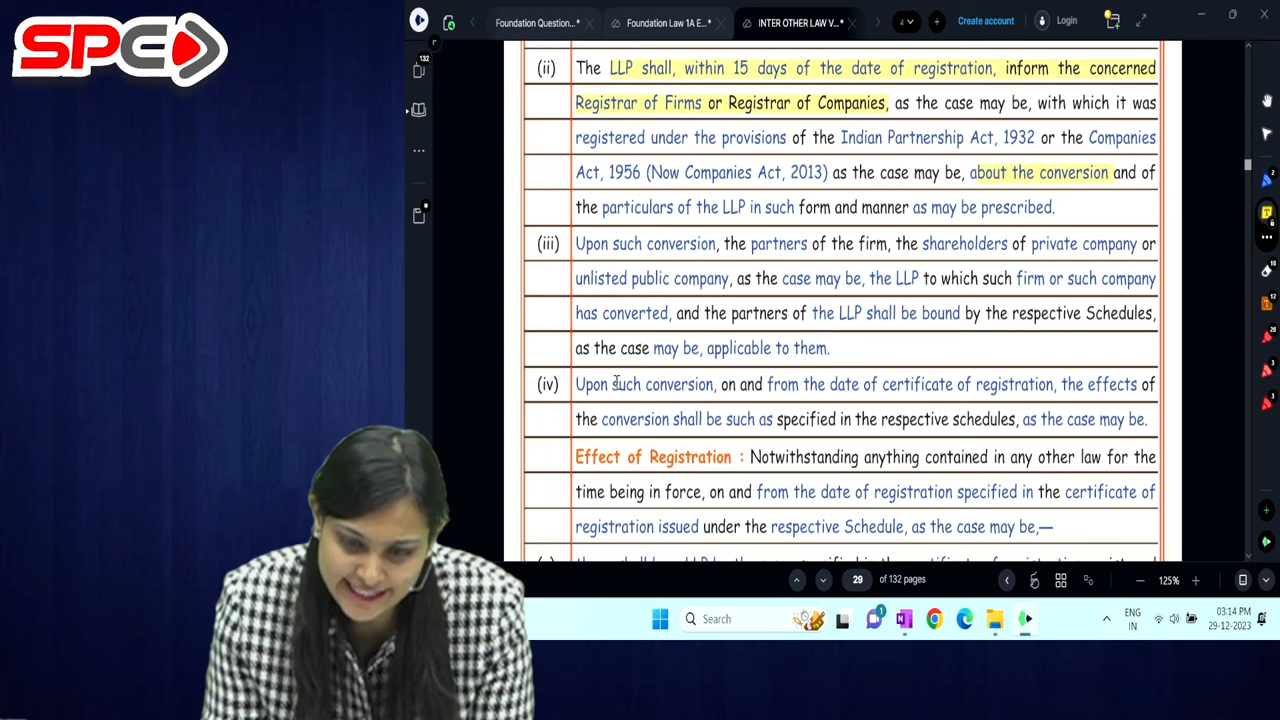 SPC
Foundation Question...*
Foundation Law 1A E...*
INTER OTHER LAW V...*
4
Create account
Login
132
(ii) The LLP shall, within 15 days of the date of registration, inform the concerned
Registrar of Firms or Registrar of Companies, as the case may be, with which it was
registered under the provisions of the Indian Partnership Act, 1932 or the Companies
Act, 1956 (Now Companies Act, 2013) as the case may be, about the conversion and of
the particulars of the LLP in such form and manner as may be prescribed.
(iii) Upon such conversion, the partners of the firm, the shareholders of private company or
unlisted public company, as the case may be, the LLP to which such firm or such company
has converted, and the partners of the LLP shall be bound by the respective Schedules,
as the case may be, applicable to them.
(iv) Upon such conversion, on and from the date of certificate of registration, the effects of
the conversion shall be such as specified in the respective schedules, as the case may be.
Effect of Registration : Notwithstanding anything contained in any other law for the
time being in force, on and from the date of registration specified in the certificate of
registration issued under the respective Schedule, as the case may be,—
29 of 132 pages
125%
Search
ENG
IN
03:14 PM
29-12-2023